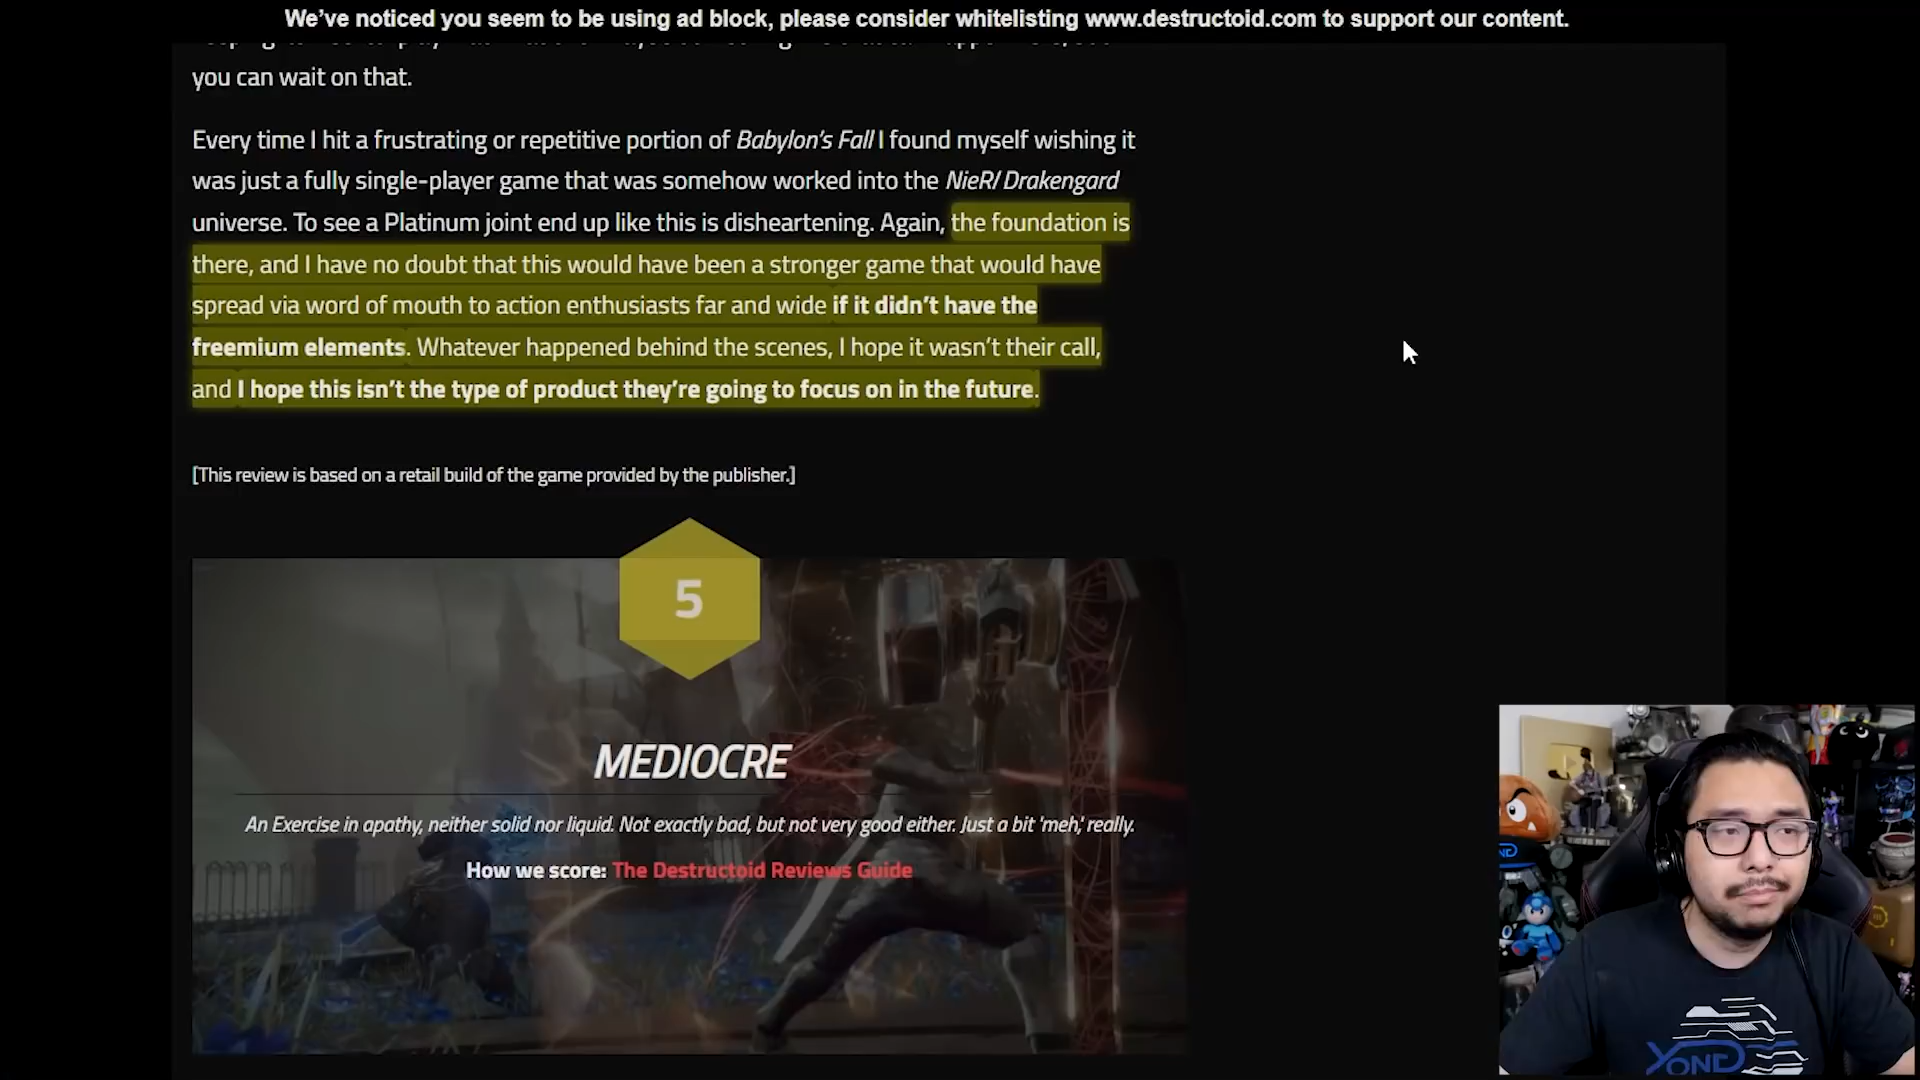 We've noticed you seem to be using ad block, please consider whitelisting www.destructoid.com to support our content.
you can wait on that.
Every time I hit a frustrating or repetitive portion of Babylon's Fall I found myself wishing it
was just a fully single-player game that was somehow worked into the NieR/Drakengard
universe. To see a Platinum joint end up like this is disheartening. Again, the foundation is
there, and I have no doubt that this would have been a stronger game that would have
spread via word of mouth to action enthusiasts far and wide if it didn't have the
freemium elements. Whatever happened behind the scenes, I hope it wasn't their call,
and I hope this isn't the type of product they're going to focus on in the future.
[This review is based on a retail build of the game provided by the publisher.]
5
MEDIOCRE
An Exercise in apathy, neither solid nor liquid. Not exactly bad, but not very good either. Just a bit 'meh,' really.
How we score: The Destructoid Reviews Guide
YONG